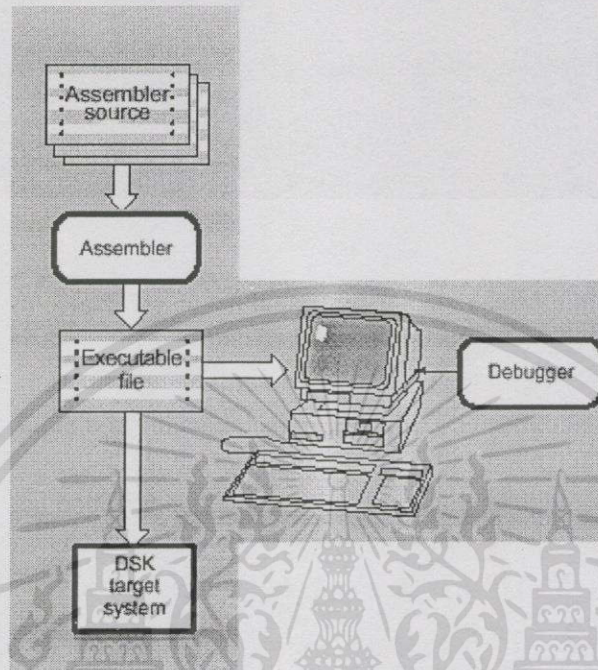 Assembler
source
Assembler
Executable
file
Debugger
DSK
target
system